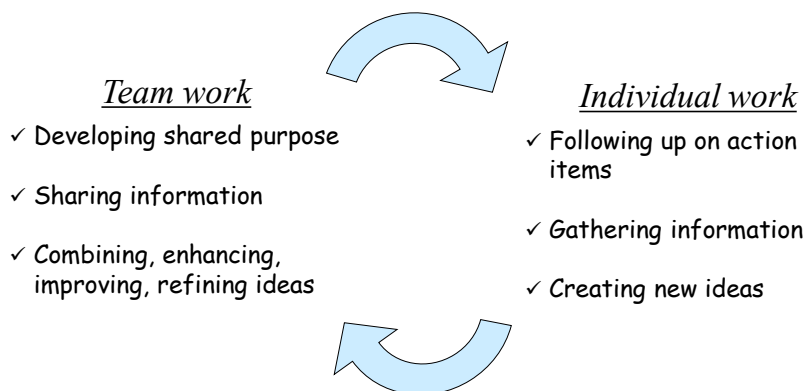 Team work
✓ Developing shared purpose
✓ Sharing information
✓ Combining, enhancing,
improving, refining ideas
Individual work
✓ Following up on action
items
✓ Gathering information
✓ Creating new ideas